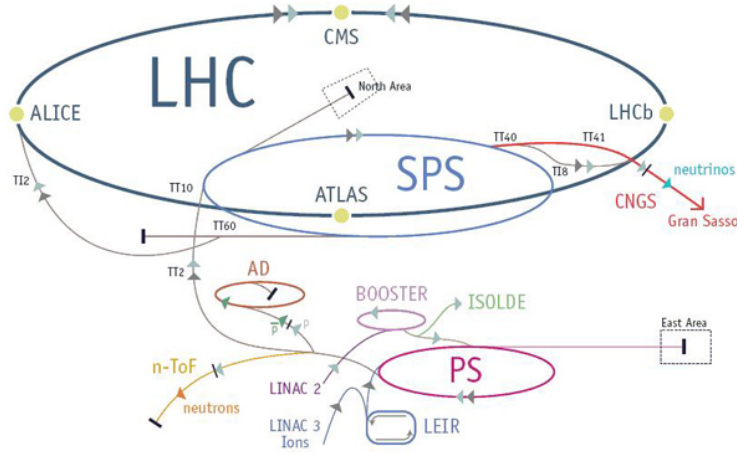 CMS
LHC
North Area
ALICE
LHCb
TT40
TT41
TI8
neutrinos
SPS
TI2
TT10
ATLAS
CNGS
Gran Sasso
TT60
TT2
AD
BOOSTER
ISOLDE
p̅
p
East Area
n-ToF
PS
LINAC 2
neutrons
LINAC 3
Ions
LEIR